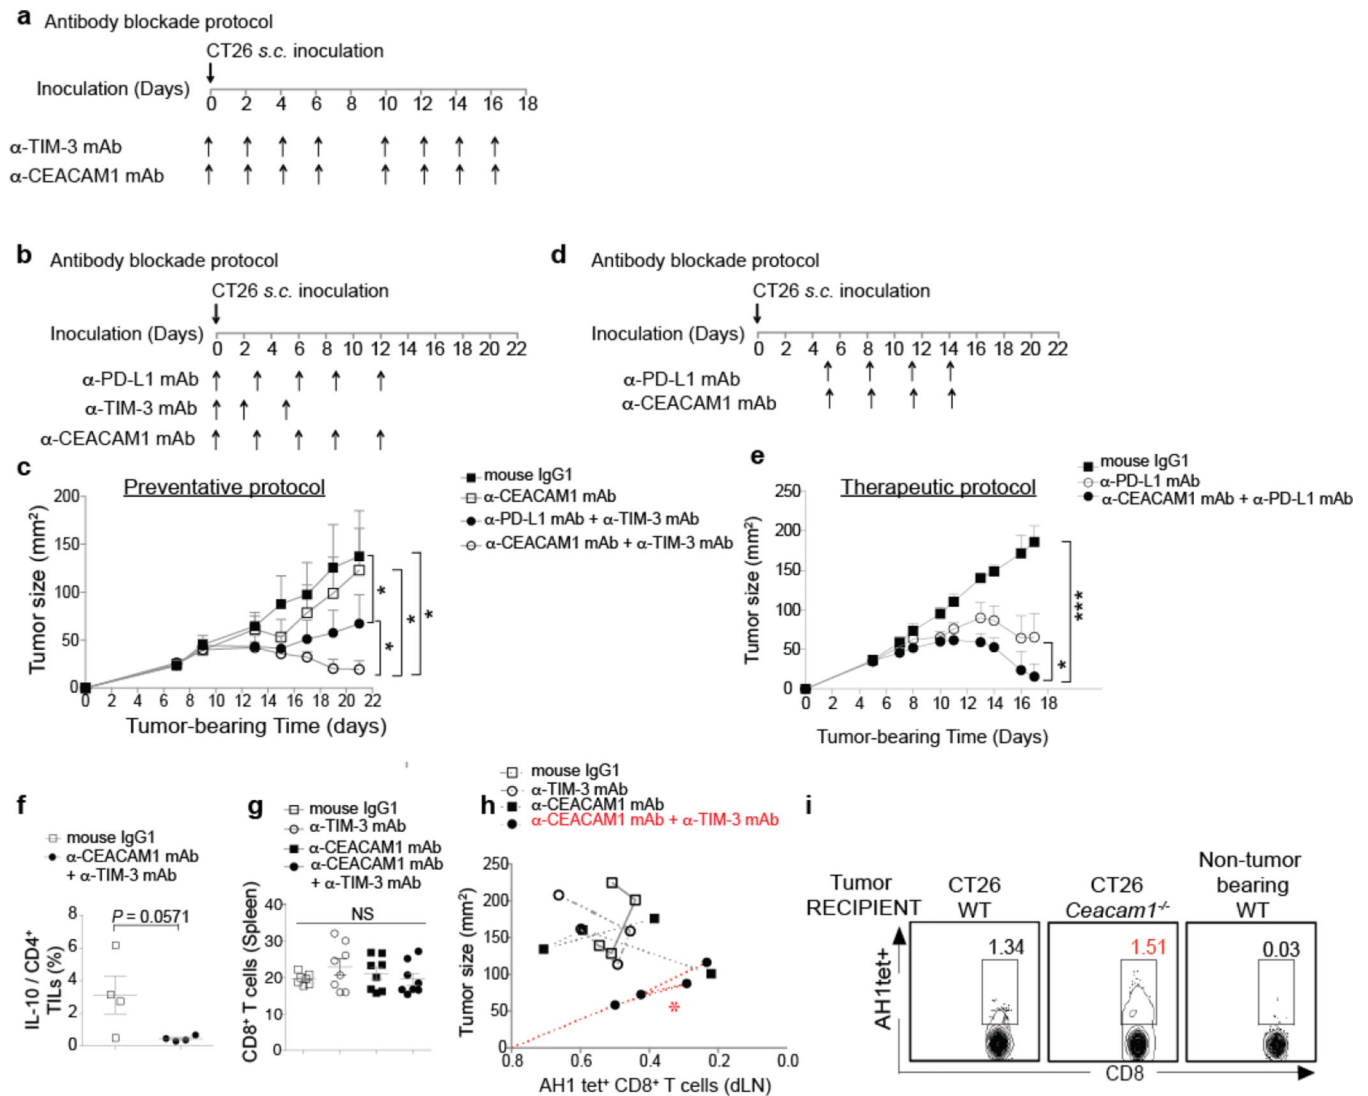 a Antibody blockade protocol
CT26 s.c. inoculation
Inoculation (Days)
0 2 4 6 8 10 12 14 16 18
α-TIM-3 mAb
α-CEACAM1 mAb
b Antibody blockade protocol
CT26 s.c. inoculation
Inoculation (Days)
0 2 4 6 8 10 12 14 16 18 20 22
α-PD-L1 mAb
α-TIM-3 mAb
α-CEACAM1 mAb
d Antibody blockade protocol
CT26 s.c. inoculation
Inoculation (Days)
0 2 4 6 8 10 12 14 16 18 20 22
α-PD-L1 mAb
α-CEACAM1 mAb
c
Preventative protocol
mouse IgG1
α-CEACAM1 mAb
α-PD-L1 mAb + α-TIM-3 mAb
α-CEACAM1 mAb + α-TIM-3 mAb
Tumor size (mm²)
200
150
100
50
0
0 2 4 6 8 10 12 14 16 18 20 22
Tumor-bearing Time (days)
* * * *
e
Therapeutic protocol
mouse IgG1
α-PD-L1 mAb
α-CEACAM1 mAb + α-PD-L1 mAb
Tumor size (mm²)
250
200
150
100
50
0
0 2 4 6 8 10 12 14 16 18
Tumor-bearing Time (Days)
* ***
f
mouse IgG1
α-CEACAM1 mAb
+ α-TIM-3 mAb
P = 0.0571
IL-10 / CD4⁺
TILs (%)
8
6
4
2
0
g
mouse IgG1
α-TIM-3 mAb
α-CEACAM1 mAb
α-CEACAM1 mAb
+ α-TIM-3 mAb
NS
CD8⁺ T cells (Spleen)
40
30
20
10
0
h
mouse IgG1
α-TIM-3 mAb
α-CEACAM1 mAb
α-CEACAM1 mAb + α-TIM-3 mAb
Tumor size (mm²)
250
200
150
100
50
0
*
0.8 0.6 0.4 0.2 0.0
AH1 tet⁺ CD8⁺ T cells (dLN)
i
Tumor
RECIPIENT
CT26
WT
CT26
Ceacam1⁻/⁻
Non-tumor
bearing
WT
1.34
1.51
0.03
AH1tet+
CD8